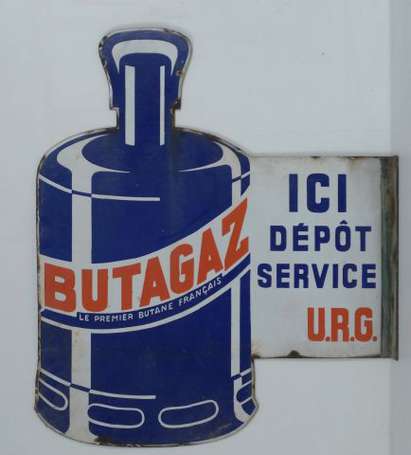 BUTAGAZ
LE PREMIER BUTANE FRANÇAIS
ICI
DÉPÔT
SERVICE
U.R.G.